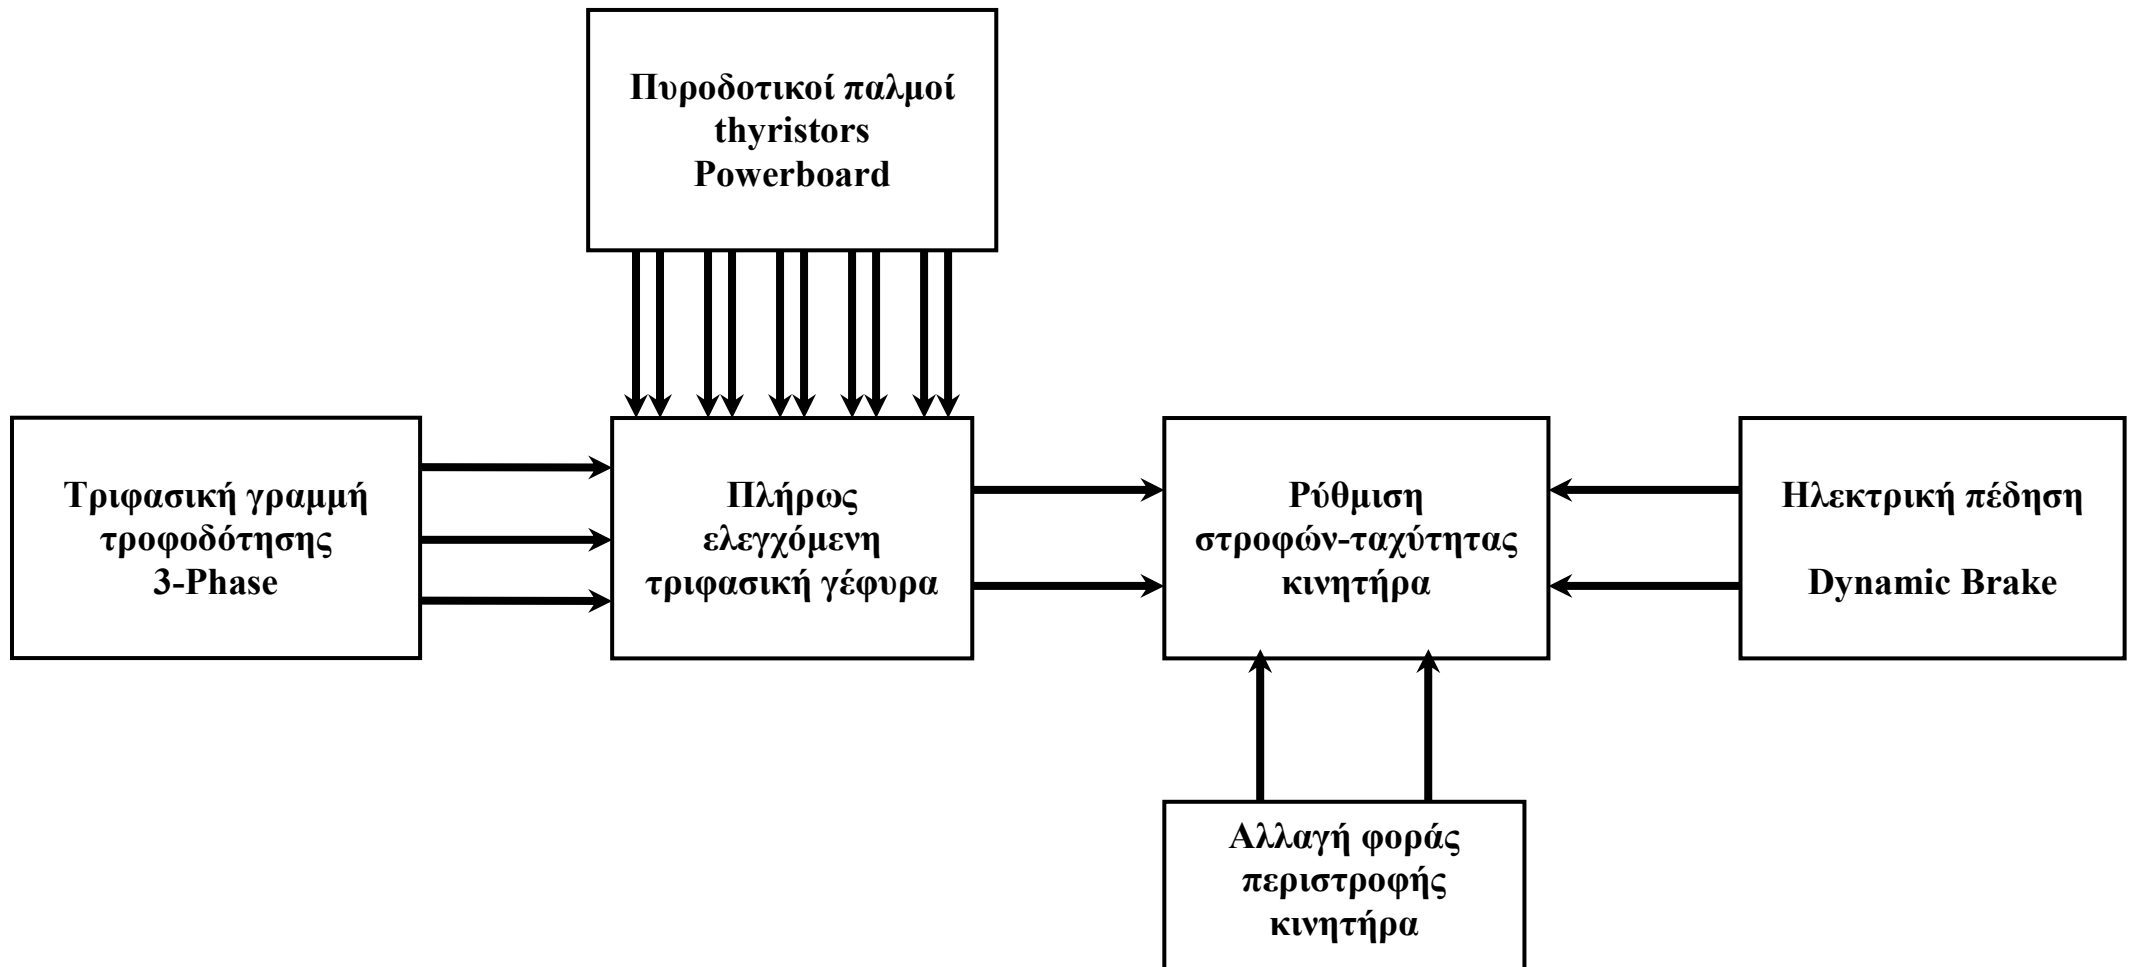 Πυροδοτικοί παλμοί
thyristors
Powerboard
Τριφασική γραμμή
τροφοδότησης
3-Phase
Πλήρως
ελεγχόμενη
τριφασική γέφυρα
Ρύθμιση
στροφών-ταχύτητας
κινητήρα
Ηλεκτρική πέδηση
Dynamic Brake
Αλλαγή φοράς
περιστροφής
κινητήρα